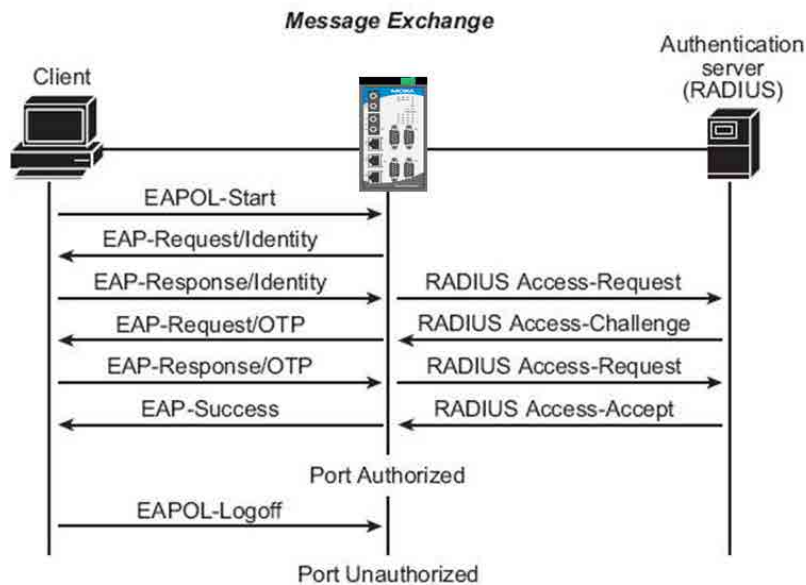 Message Exchange
Authentication
server
(RADIUS)
Client
MOXA
EAPOL-Start
EAP-Request/Identity
EAP-Response/Identity
RADIUS Access-Request
EAP-Request/OTP
RADIUS Access-Challenge
EAP-Response/OTP
RADIUS Access-Request
EAP-Success
RADIUS Access-Accept
Port Authorized
EAPOL-Logoff
Port Unauthorized